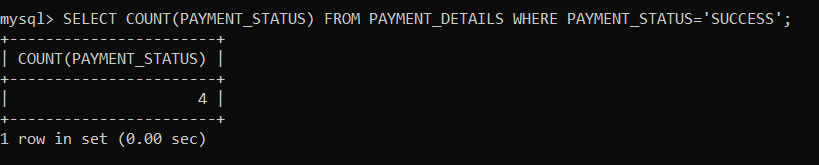 mysql> SELECT COUNT(PAYMENT_STATUS) FROM PAYMENT_DETAILS WHERE PAYMENT_STATUS='SUCCESS';
+-----------------------+
| COUNT(PAYMENT_STATUS) |
+-----------------------+
|                     4 |
+-----------------------+
1 row in set (0.00 sec)